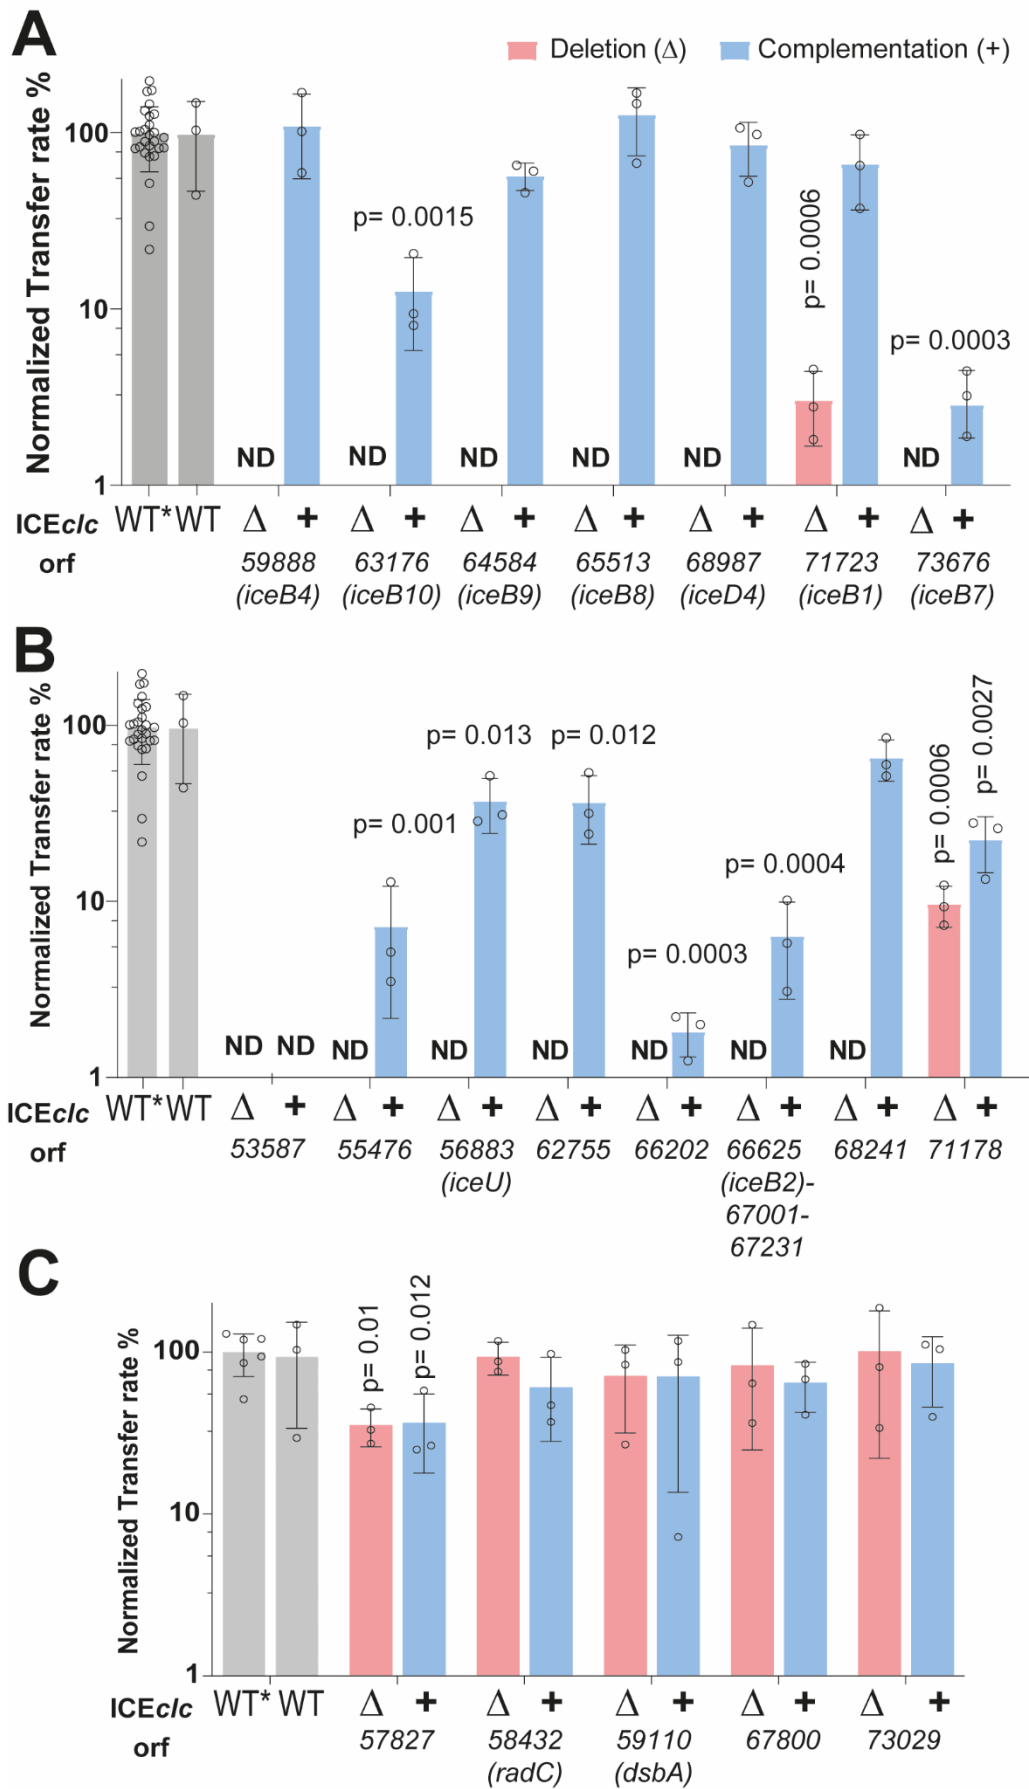 A
Deletion (Δ) Complementation (+)
Normalized Transfer rate %
100
10
1
p= 0.0015
p= 0.0006
p= 0.0003
ND ND ND ND ND ND
ICEclc WT* WT Δ + Δ + Δ + Δ + Δ + Δ + Δ +
orf 59888 63176 64584 65513 68987 71723 73676
(iceB4) (iceB10) (iceB9) (iceB8) (iceD4) (iceB1) (iceB7)
B
Normalized Transfer rate %
100
10
1
p= 0.001
p= 0.013
p= 0.012
p= 0.0003
p= 0.0004
p= 0.0006
p= 0.0027
ND ND ND ND ND ND ND ND
ICEclc WT* WT Δ + Δ + Δ + Δ + Δ + Δ + Δ + Δ +
orf 53587 55476 56883 62755 66202 66625 68241 71178
(iceU) (iceB2)-
67001-
67231
C
Normalized Transfer rate %
100
10
1
p= 0.01
p= 0.012
ICEclc WT* WT Δ + Δ + Δ + Δ + Δ +
orf 57827 58432 59110 67800 73029
(radC) (dsbA)